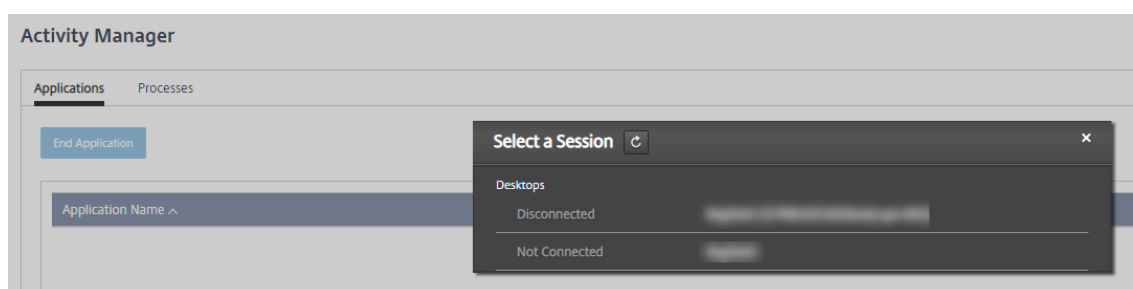 Activity Manager
Applications Processes
End Application
Select a Session
Desktops
Application Name
Disconnected
Not Connected